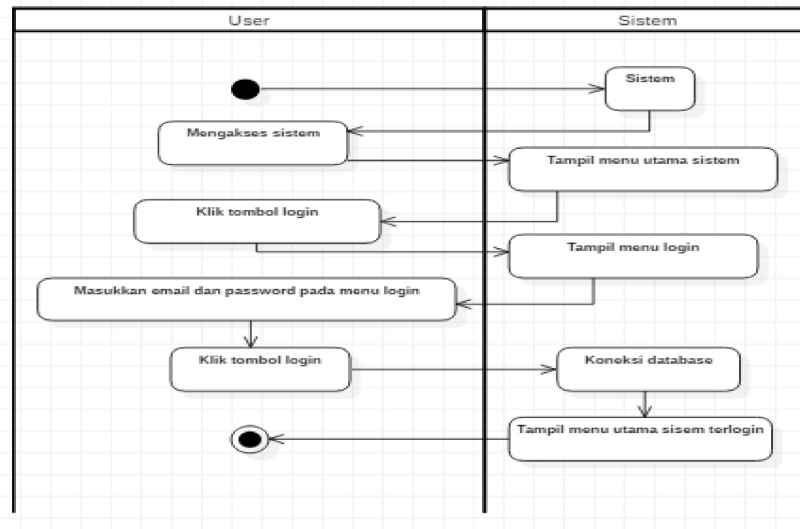 User
Sistem
Sistem
Mengakses sistem
Tampil menu utama sistem
Klik tombol login
Tampil menu login
Masukkan email dan password pada menu login
Klik tombol login
Koneksi database
Tampil menu utama sisem terlogin